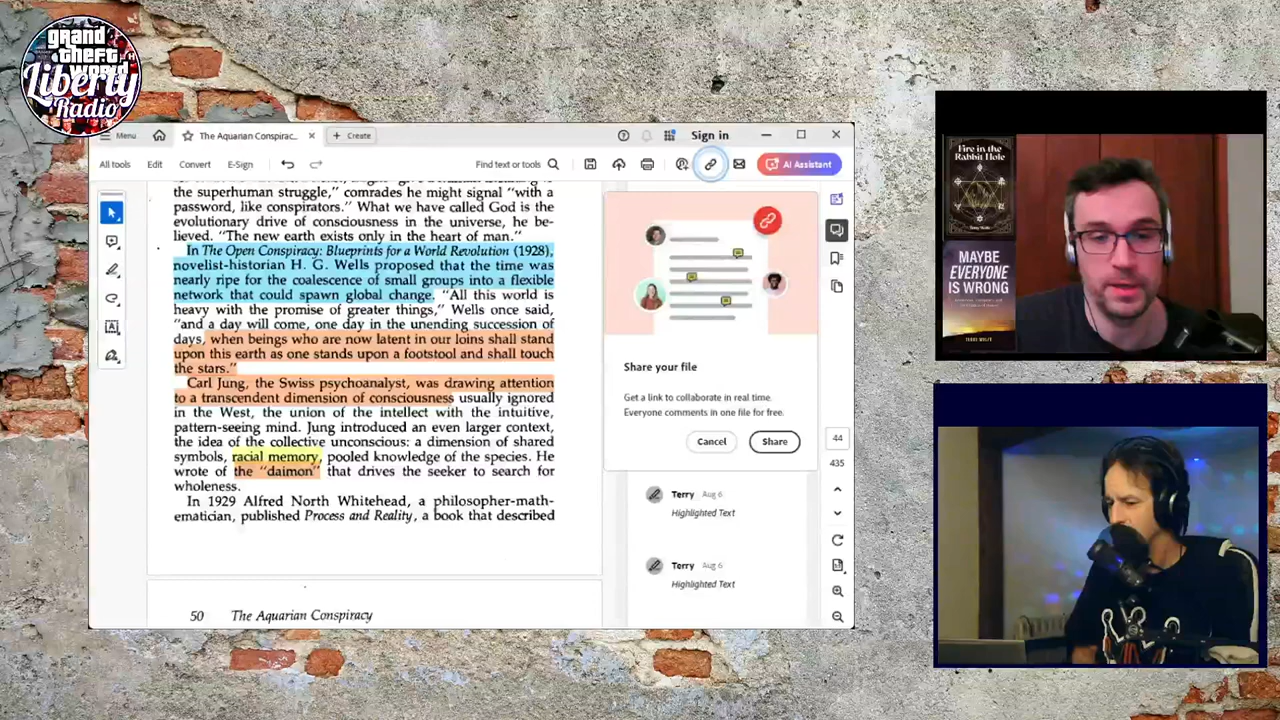 grand
theft
world
Liberty
Radio
Menu
The Aquarian Conspirac...
Create
Sign in
All tools
Edit
Convert
E-Sign
Find text or tools
AI Assistant
the superhuman struggle," comrades he might signal "with a
password, like conspirators." What we have called God is the
evolutionary drive of consciousness in the universe, he be-
lieved. "The new earth exists only in the heart of man."
In The Open Conspiracy: Blueprints for a World Revolution (1928),
novelist-historian H. G. Wells proposed that the time was
nearly ripe for the coalescence of small groups into a flexible
network that could spawn global change. "All this world is
heavy with the promise of greater things," Wells once said,
"and a day will come, one day in the unending succession of
days, when beings who are now latent in our loins shall stand
upon this earth as one stands upon a footstool and shall touch
the stars."
Carl Jung, the Swiss psychoanalyst, was drawing attention
to a transcendent dimension of consciousness usually ignored
in the West, the union of the intellect with the intuitive,
pattern-seeing mind. Jung introduced an even larger context,
the idea of the collective unconscious: a dimension of shared
symbols, racial memory, pooled knowledge of the species. He
wrote of the "daimon" that drives the seeker to search for
wholeness.
In 1929 Alfred North Whitehead, a philosopher-math-
ematician, published Process and Reality, a book that described
50 The Aquarian Conspiracy
Share your file
Get a link to collaborate in real time.
Everyone comments in one file for free.
Cancel
Share
Terry Aug 6
Highlighted Text
Terry Aug 6
Highlighted Text
44
435
Fire in the
Rabbit Hole
MAYBE
EVERYONE
IS WRONG